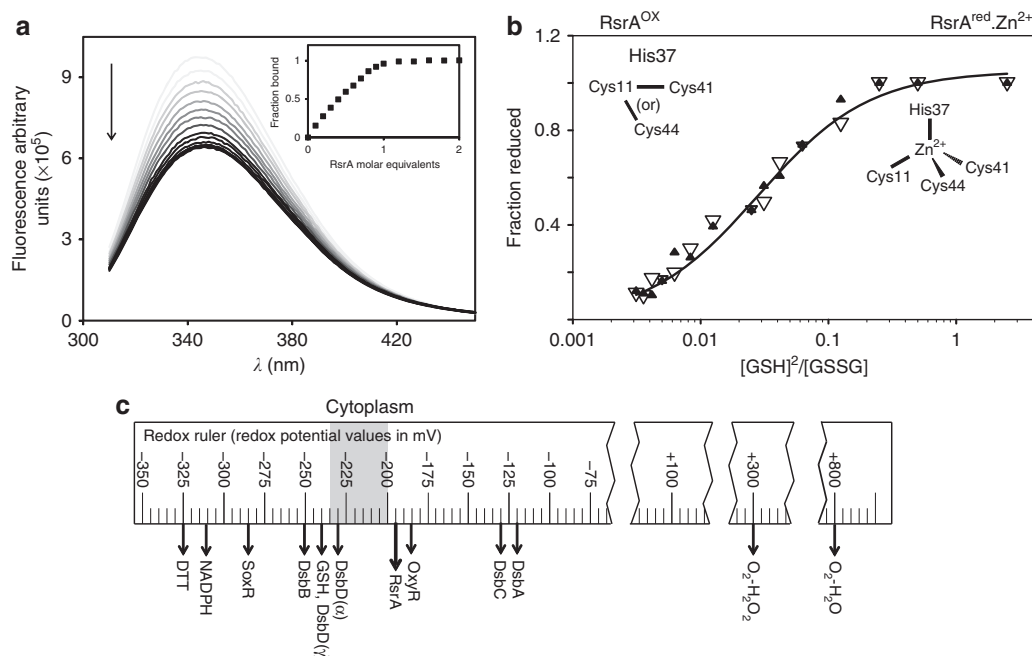 a
Fluorescence arbitrary
units (×10⁵)
9
6
3
0
300
340
380
420
λ (nm)
Fraction bound
1
0.5
0
0
1
2
RsrA molar equivalents
b
RsrAᴼˣ
RsrAʳᵉᵈ.Zn²⁺
Fraction reduced
1.2
0.8
0.4
0.001
0.01
0.1
1
[GSH]²/[GSSG]
His37
Cys11
Cys41
(or)
Cys44
His37
Zn²⁺
Cys11
Cys44
Cys41
c
Cytoplasm
Redox ruler (redox potential values in mV)
–350
–325
–300
–275
–250
–225
–200
–175
–150
–125
–100
–75
+100
+300
+800
DTT
NADPH
SoxR
DsbB
GSH, DsbD(γ
DsbD(α)
RsrA
OxyR
DsbC
DsbA
O₂-H₂O₂
O₂-H₂O